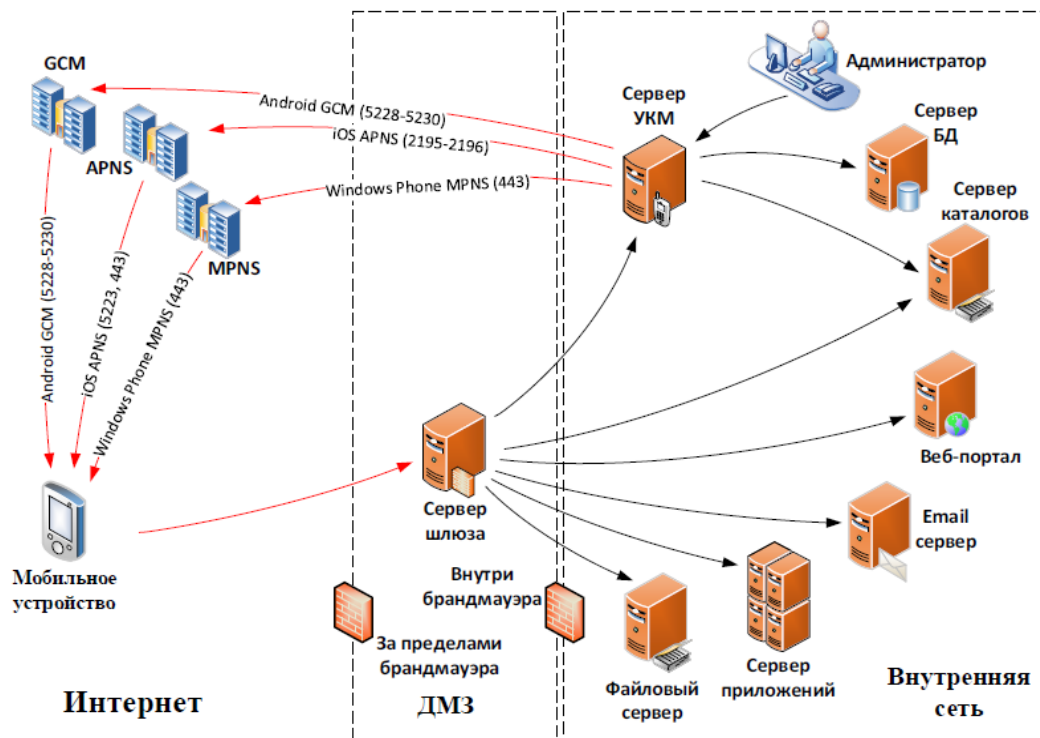 GCM
APNS
MPNS
Android GCM (5228-5230)
iOS APNS (2195-2196)
Windows Phone MPNS (443)
Android GCM (5228-5230)
iOS APNS (5223, 443)
Windows Phone MPNS (443)
Сервер
УКМ
Администратор
Сервер
БД
Сервер
каталогов
Веб-портал
Email
сервер
Сервер
шлюза
Мобильное
устройство
Внутри
брандмауэра
За пределами
брандмауэра
Файловый
сервер
Сервер
приложений
Интернет
ДМЗ
Внутренняя
сеть